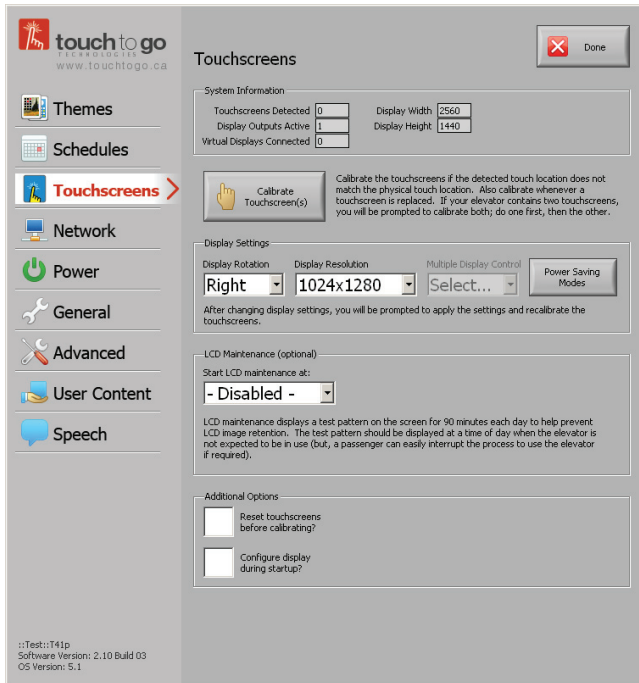 touch to go
TECHNOLOGIES
www.touchtogo.ca
Themes
Schedules
Touchscreens
Network
Power
General
Advanced
User Content
Speech
::Test::T41p
Software Version: 2.10 Build 03
OS Version: 5.1
Touchscreens
Done
System Information
Touchscreens Detected 0 Display Width 2560
Display Outputs Active 1 Display Height 1440
Virtual Displays Connected 0
Calibrate
Touchscreen(s)
Calibrate the touchscreens if the detected touch location does not
match the physical touch location. Also calibrate whenever a
touchscreen is replaced. If your elevator contains two touchscreens,
you will be prompted to calibrate both; do one first, then the other.
Display Settings
Display Rotation Display Resolution Multiple Display Control
Right 1024x1280 Select...
Power Saving
Modes
After changing display settings, you will be prompted to apply the settings and recalibrate the
touchscreens.
LCD Maintenance (optional)
Start LCD maintenance at:
- Disabled -
LCD maintenance displays a test pattern on the screen for 90 minutes each day to help prevent
LCD image retention. The test pattern should be displayed at a time of day when the elevator is
not expected to be in use (but, a passenger can easily interrupt the process to use the elevator
if required).
Additional Options
Reset touchscreens
before calibrating?
Configure display
during startup?